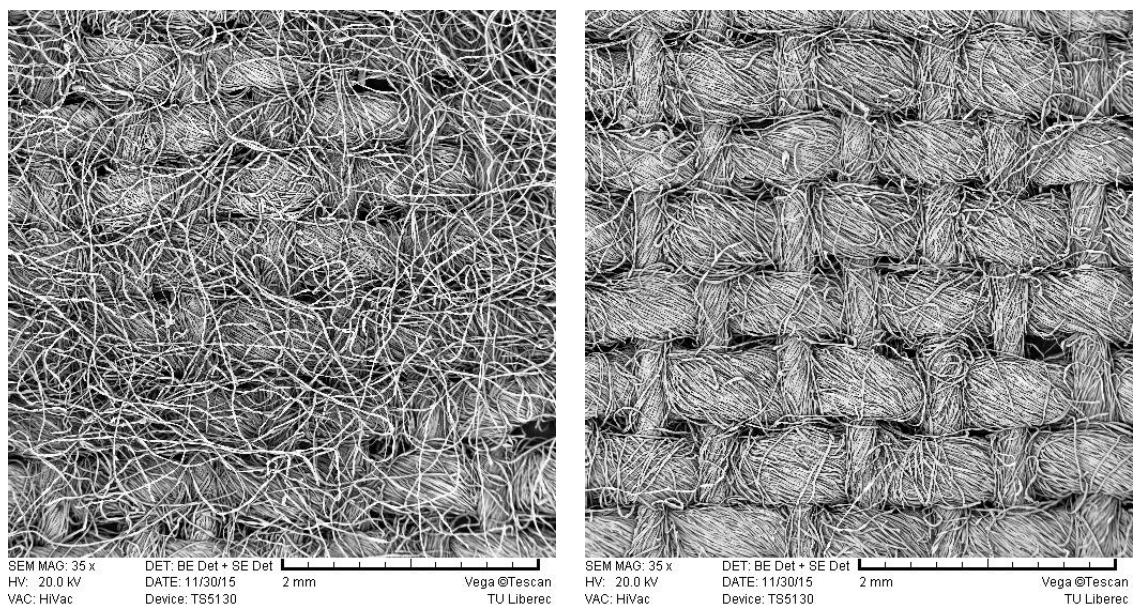 SEM MAG: 35 x DET: BE Det + SE Det
HV: 20.0 kV DATE: 11/30/15 2 mm Vega ©Tescan
VAC: HiVac Device: TS5130 TU Liberec
SEM MAG: 35 x DET: BE Det + SE Det
HV: 20.0 kV DATE: 11/30/15 2 mm Vega ©Tescan
VAC: HiVac Device: TS5130 TU Liberec